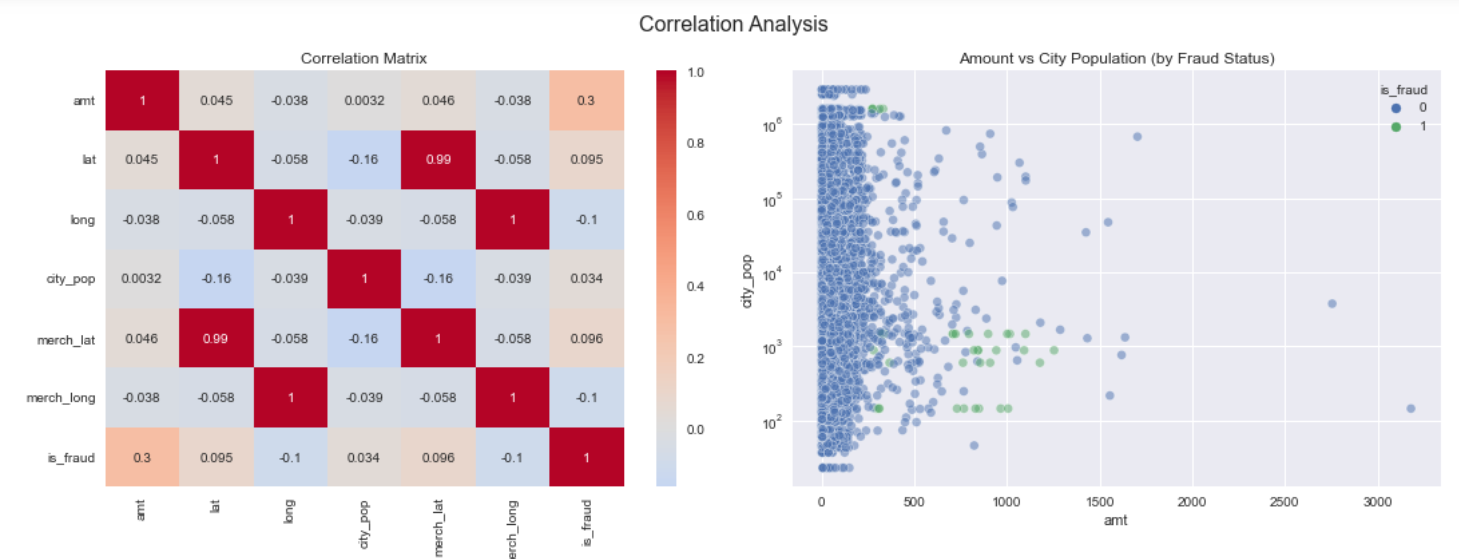 Correlation Analysis
Correlation Matrix
amt 1 0.045 -0.038 0.0032 0.046 -0.038 0.3
lat 0.045 1 -0.058 -0.16 0.99 -0.058 0.095
long -0.038 -0.058 1 -0.039 -0.058 1 -0.1
city_pop 0.0032 -0.16 -0.039 1 -0.16 -0.039 0.034
merch_lat 0.046 0.99 -0.058 -0.16 1 -0.058 0.096
merch_long -0.038 -0.058 1 -0.039 -0.058 1 -0.1
is_fraud 0.3 0.095 -0.1 0.034 0.096 -0.1 1
amt lat long city_pop merch_lat erch_long is_fraud
1.0
0.8
0.6
0.4
0.2
0.0
Amount vs City Population (by Fraud Status)
is_fraud
0
1
city_pop
10⁶
10⁵
10⁴
10³
10²
0 500 1000 1500 2000 2500 3000
amt